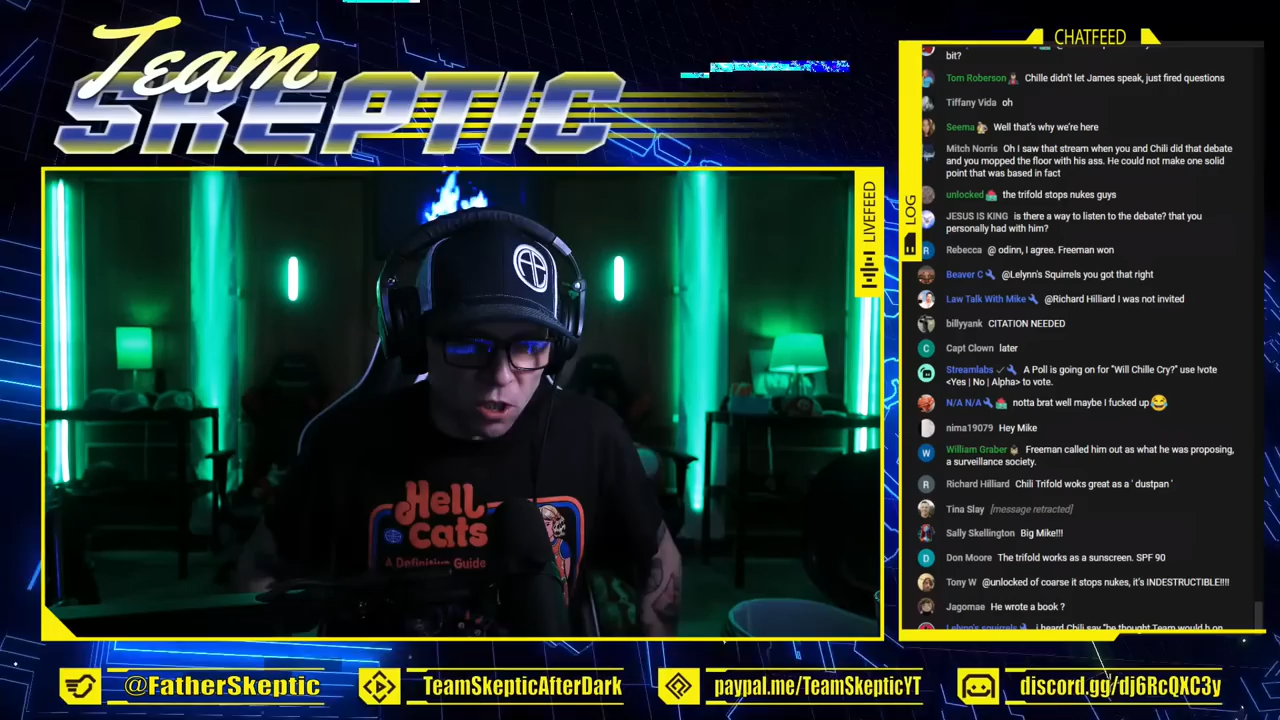 Team
SKEPTIC
CHATFEED
LOG
LIVEFEED
bit?
Tom Roberson Chille didn't let James speak, just fired questions
Tiffany Vida oh
Seema Well that's why we're here
Mitch Norris Oh I saw that stream when you and Chili did that debate
and you mopped the floor with his ass. He could not make one solid
point that was based in fact
unlocked the trifold stops nukes guys
JESUS IS KING is there a way to listen to the debate? that you
personally had with him?
Rebecca @ odinn, I agree. Freeman won
Beaver C @Lelynn's Squirrels you got that right
Law Talk With Mike @Richard Hilliard I was not invited
billyyank CITATION NEEDED
Capt Clown later
Streamlabs A Poll is going on for "Will Chille Cry?" use !vote
<Yes | No | Alpha> to vote.
N/A N/A notta brat well maybe I fucked up😂
nima19079 Hey Mike
William Graber Freeman called him out as what he was proposing,
a surveillance society.
Richard Hilliard Chili Trifold woks great as a ' dustpan '
Tina Slay [message retracted]
Sally Skellington Big Mike!!!
Don Moore The trifold works as a sunscreen. SPF 90
Tony W @unlocked of coarse it stops nukes, it's INDESTRUCTIBLE!!!!
Jagomae He wrote a book ?
Lelynn's squirrels i heard Chili say "he thought Team would
Hell
Cats
A Definitive Guide
@FatherSkeptic
TeamSkepticAfterDark
paypal.me/TeamSkepticYT
discord.gg/dj6RcQXC3y